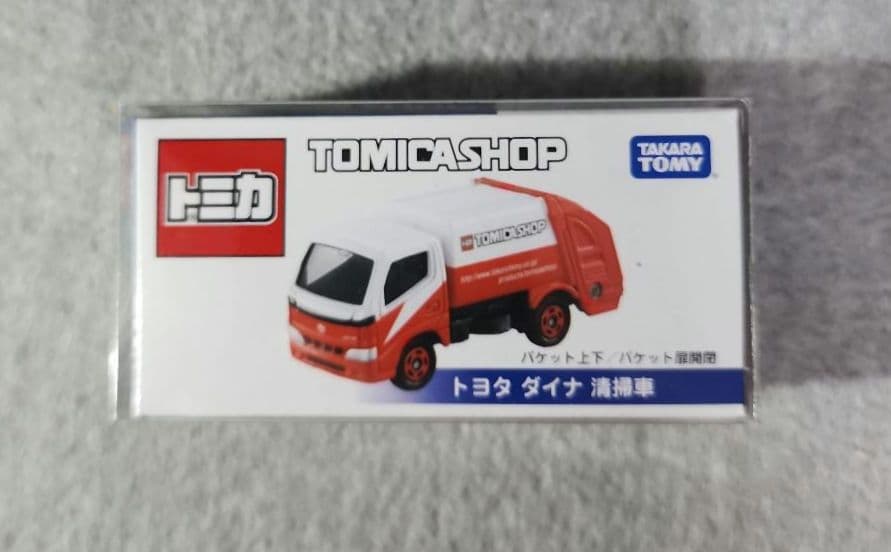 トミカ
TOMICASHOP
TAKARA
TOMY
TOMICASHOP
バケット上下/バケット扉開閉
トヨタ ダイナ 清掃車